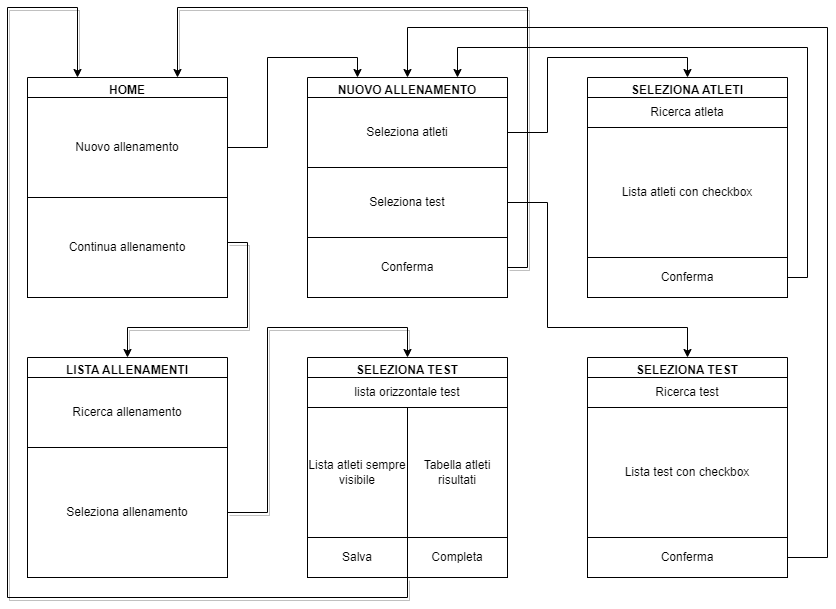 HOME
Nuovo allenamento
Continua allenamento
NUOVO ALLENAMENTO
Seleziona atleti
Seleziona test
Conferma
SELEZIONA ATLETI
Ricerca atleta
Lista atleti con checkbox
Conferma
LISTA ALLENAMENTI
Ricerca allenamento
Seleziona allenamento
SELEZIONA TEST
lista orizzontale test
Lista atleti sempre
visibile
Tabella atleti
risultati
Salva
Completa
SELEZIONA TEST
Ricerca test
Lista test con checkbox
Conferma